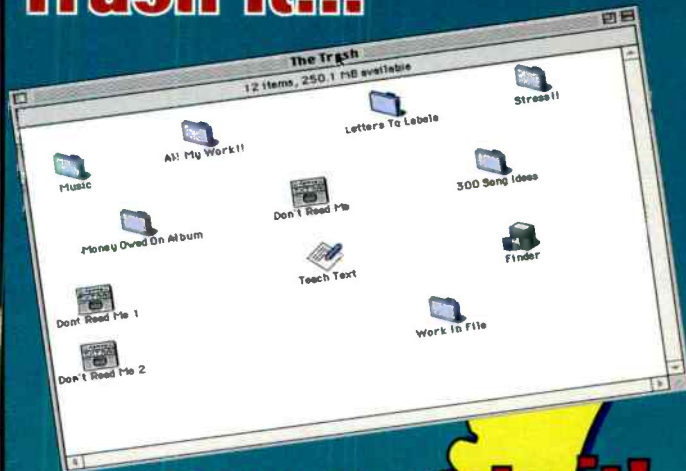 Trash it...
The Trash
12 items, 250.1 MB available
Stress!!
Letters To Labels
All My Work!!
Music
300 Song Ideas
Don't Read Me
Money Owed On Album
Finder
Teach Text
Dont Read Me 1
Work In File
Don't Read Me 2
it!